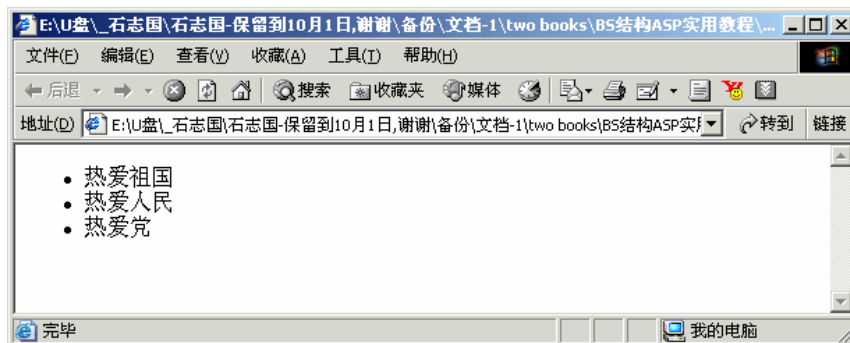 E:\U盘\_石志国\石志国-保留到10月1日,谢谢\备份\文档-1\two books\BS结构ASP实用教程\...
文件(F) 编辑(E) 查看(V) 收藏(A) 工具(T) 帮助(H)
后退 搜索 收藏夹 媒体
地址(D) E:\U盘\_石志国\石志国-保留到10月1日,谢谢\备份\文档-1\two books\BS结构ASP实 转到 链接
• 热爱祖国
• 热爱人民
• 热爱党
完毕 我的电脑